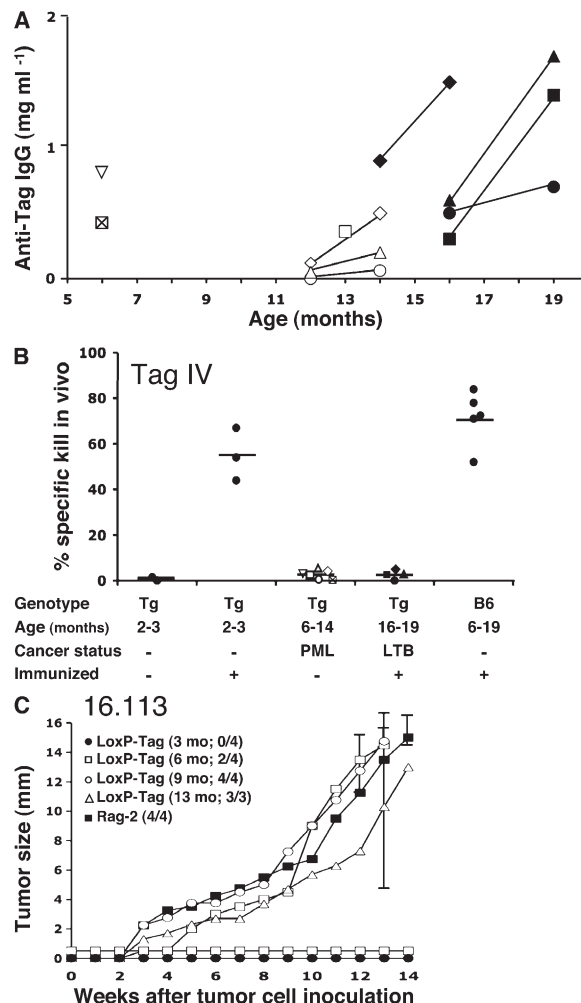 A
Anti-Tag IgG (mg ml -1)
2
1
0
5 7 9 11 13 15 17 19
Age (months)
B
Tag IV
% specific kill in vivo
100
80
60
40
20
0
Genotype Tg Tg Tg Tg B6
Age (months) 2-3 2-3 6-14 16-19 6-19
Cancer status - - PML LTB -
Immunized - + - + +
C
16.113
Tumor size (mm)
16
14
12
10
8
6
4
2
0
LoxP-Tag (3 mo; 0/4)
LoxP-Tag (6 mo; 2/4)
LoxP-Tag (9 mo; 4/4)
LoxP-Tag (13 mo; 3/3)
Rag-2 (4/4)
0 2 4 6 8 10 12 14
Weeks after tumor cell inoculation